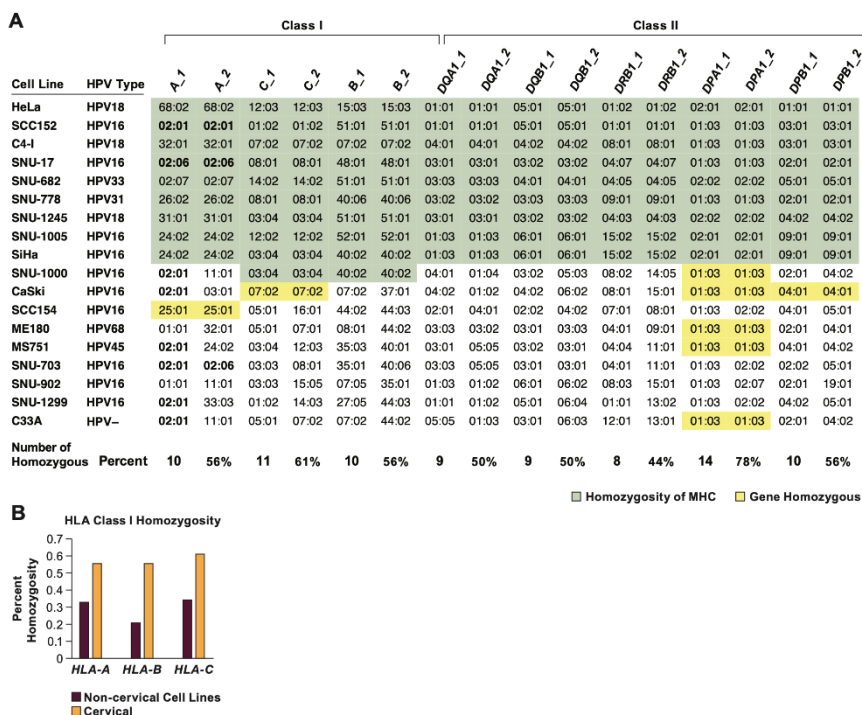 A
Class I Class II
Cell Line HPV Type A_1 A_2 C_1 C_2 B_1 B_2 DQA1_1 DQA1_2 DQB1_1 DQB1_2 DRB1_1 DRB1_2 DPA1_1 DPA1_2 DPB1_1 DPB1_2
HeLa HPV18 68:02 68:02 12:03 12:03 15:03 15:03 01:01 01:01 05:01 05:01 01:02 01:02 02:01 02:01 01:01 01:01
SCC152 HPV16 02:01 02:01 01:02 01:02 51:01 51:01 01:01 01:01 05:01 05:01 01:01 01:01 01:03 01:03 03:01 03:01
C4-I HPV18 32:01 32:01 07:02 07:02 07:02 07:02 04:01 04:01 04:02 04:02 08:01 08:01 01:03 01:03 03:01 03:01
SNU-17 HPV16 02:06 02:06 08:01 08:01 48:01 48:01 03:01 03:01 03:02 03:02 04:07 04:07 01:03 01:03 02:01 02:01
SNU-682 HPV33 02:07 02:07 14:02 14:02 51:01 51:01 03:03 03:03 04:01 04:01 04:05 04:05 02:02 02:02 05:01 05:01
SNU-778 HPV31 26:02 26:02 08:01 08:01 40:06 40:06 03:02 03:02 03:03 03:03 09:01 09:01 01:03 01:03 02:01 02:01
SNU-1245 HPV18 31:01 31:01 03:04 03:04 51:01 51:01 03:01 03:01 03:02 03:02 04:03 04:03 02:02 02:02 04:02 04:02
SNU-1005 HPV16 24:02 24:02 12:02 12:02 52:01 52:01 01:03 01:03 06:01 06:01 15:02 15:02 02:01 02:01 09:01 09:01
SiHa HPV16 24:02 24:02 03:04 03:04 40:02 40:02 01:03 01:03 06:01 06:01 15:02 15:02 02:01 02:01 09:01 09:01
SNU-1000 HPV16 02:01 11:01 03:04 03:04 40:02 40:02 04:01 01:04 03:02 05:03 08:02 14:05 01:03 01:03 02:01 04:02
CaSki HPV16 02:01 03:01 07:02 07:02 07:02 37:01 04:02 01:02 04:02 06:02 08:01 15:01 01:03 01:03 04:01 04:01
SCC154 HPV16 25:01 25:01 05:01 16:01 44:02 44:03 02:01 04:01 02:02 04:02 07:01 08:01 01:03 02:02 04:01 05:01
ME180 HPV68 01:01 32:01 05:01 07:01 08:01 44:02 03:03 03:02 03:01 03:03 04:01 09:01 01:03 01:03 02:01 04:01
MS751 HPV45 02:01 24:02 03:04 12:03 35:03 40:01 03:01 05:05 03:02 03:01 04:04 11:01 01:03 01:03 04:01 04:02
SNU-703 HPV16 02:01 02:06 03:03 08:01 35:01 40:06 03:03 05:05 03:01 03:01 04:01 11:01 01:03 02:02 02:02 05:01
SNU-902 HPV16 01:01 11:01 03:03 15:05 07:05 35:01 01:03 01:02 06:01 06:02 08:03 15:01 01:03 02:07 02:01 19:01
SNU-1299 HPV16 02:01 33:03 01:02 14:03 27:05 44:03 01:03 01:02 05:01 06:04 01:01 13:02 01:03 02:02 04:01 05:01
C33A HPV– 02:01 11:01 05:01 07:02 07:02 44:02 05:05 01:03 03:01 06:03 12:01 13:01 01:03 01:03 02:01 04:02
Number of
Homozygous Percent 10 56% 11 61% 10 56% 9 50% 9 50% 8 44% 14 78% 10 56%
Homozygosity of MHC Gene Homozygous
B
HLA Class I Homozygosity
Percent
Homozygosity
0.7
0.6
0.5
0.4
0.3
0.2
0.1
0
HLA-A HLA-B HLA-C
Non-cervical Cell Lines
Cervical